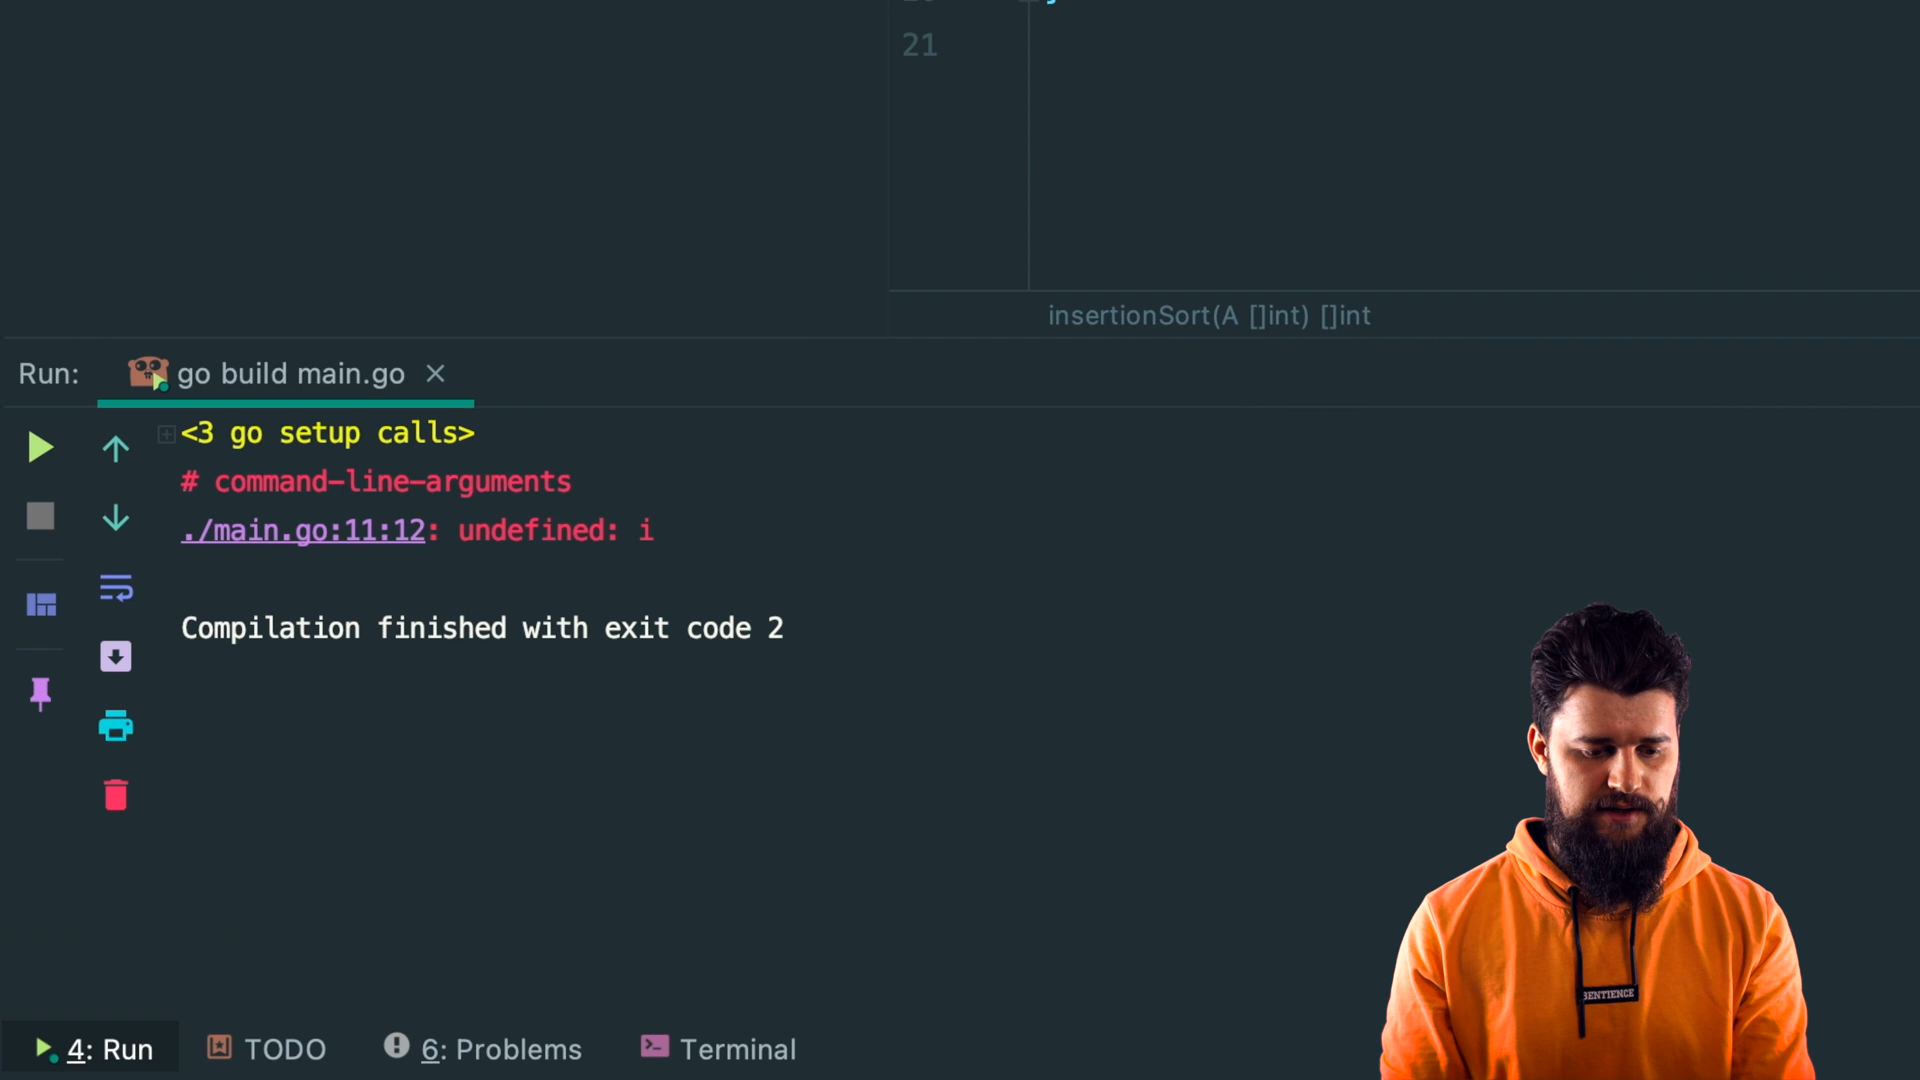 21
insertionSort(A []int) []int
Run: go build main.go
<3 go setup calls>
# command-line-arguments
./main.go:11:12: undefined: i
Compilation finished with exit code 2
SENTIENCE
4: Run TODO 6: Problems Terminal